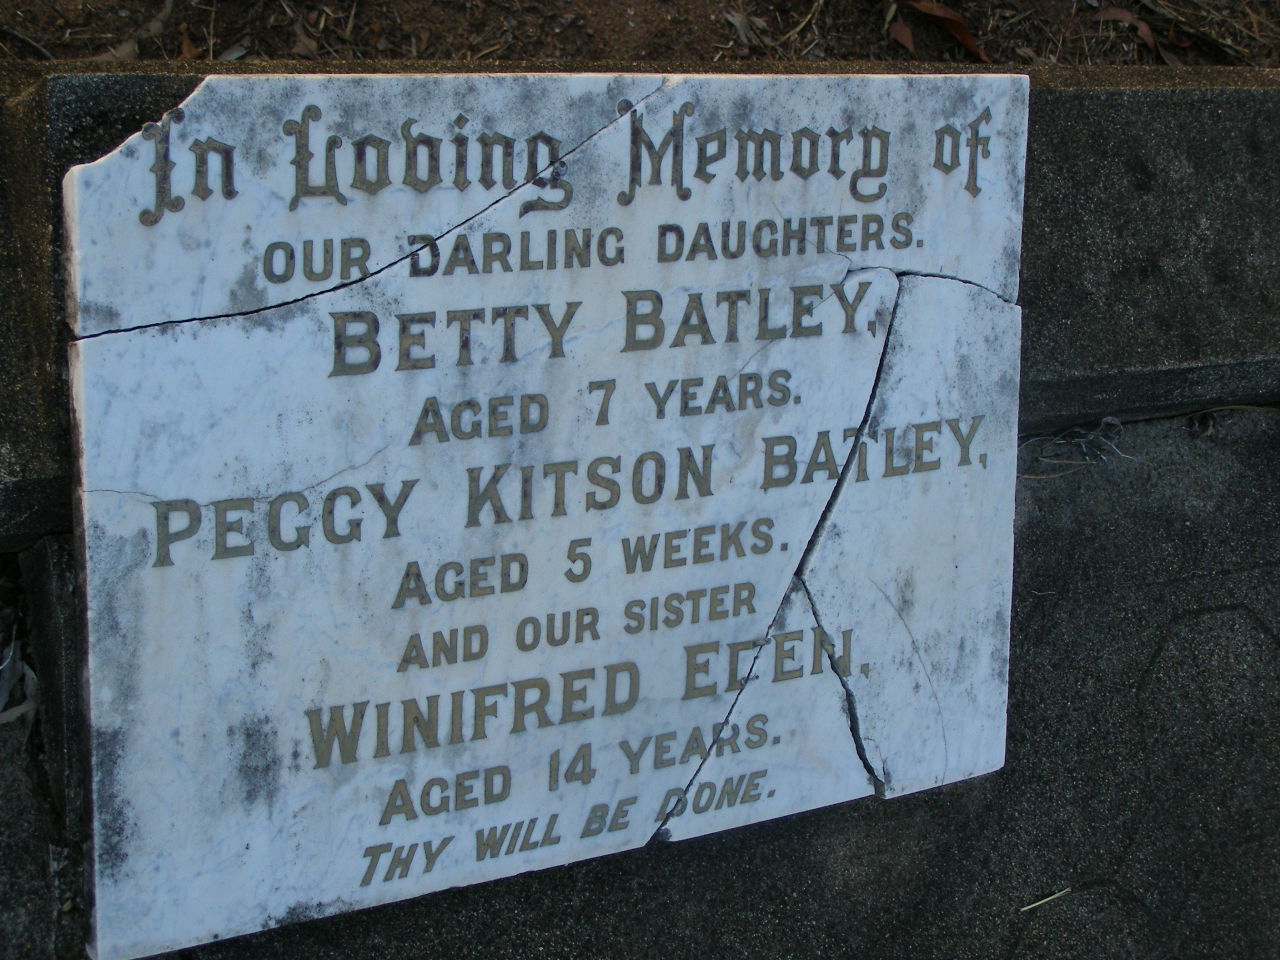 In Loving Memory of
OUR DARLING DAUGHTERS.
BETTY BATLEY,
AGED 7 YEARS.
PEGGY KITSON BATLEY,
AGED 5 WEEKS.
AND OUR SISTER
WINIFRED EDEN,
AGED 14 YEARS.
THY WILL BE DONE.